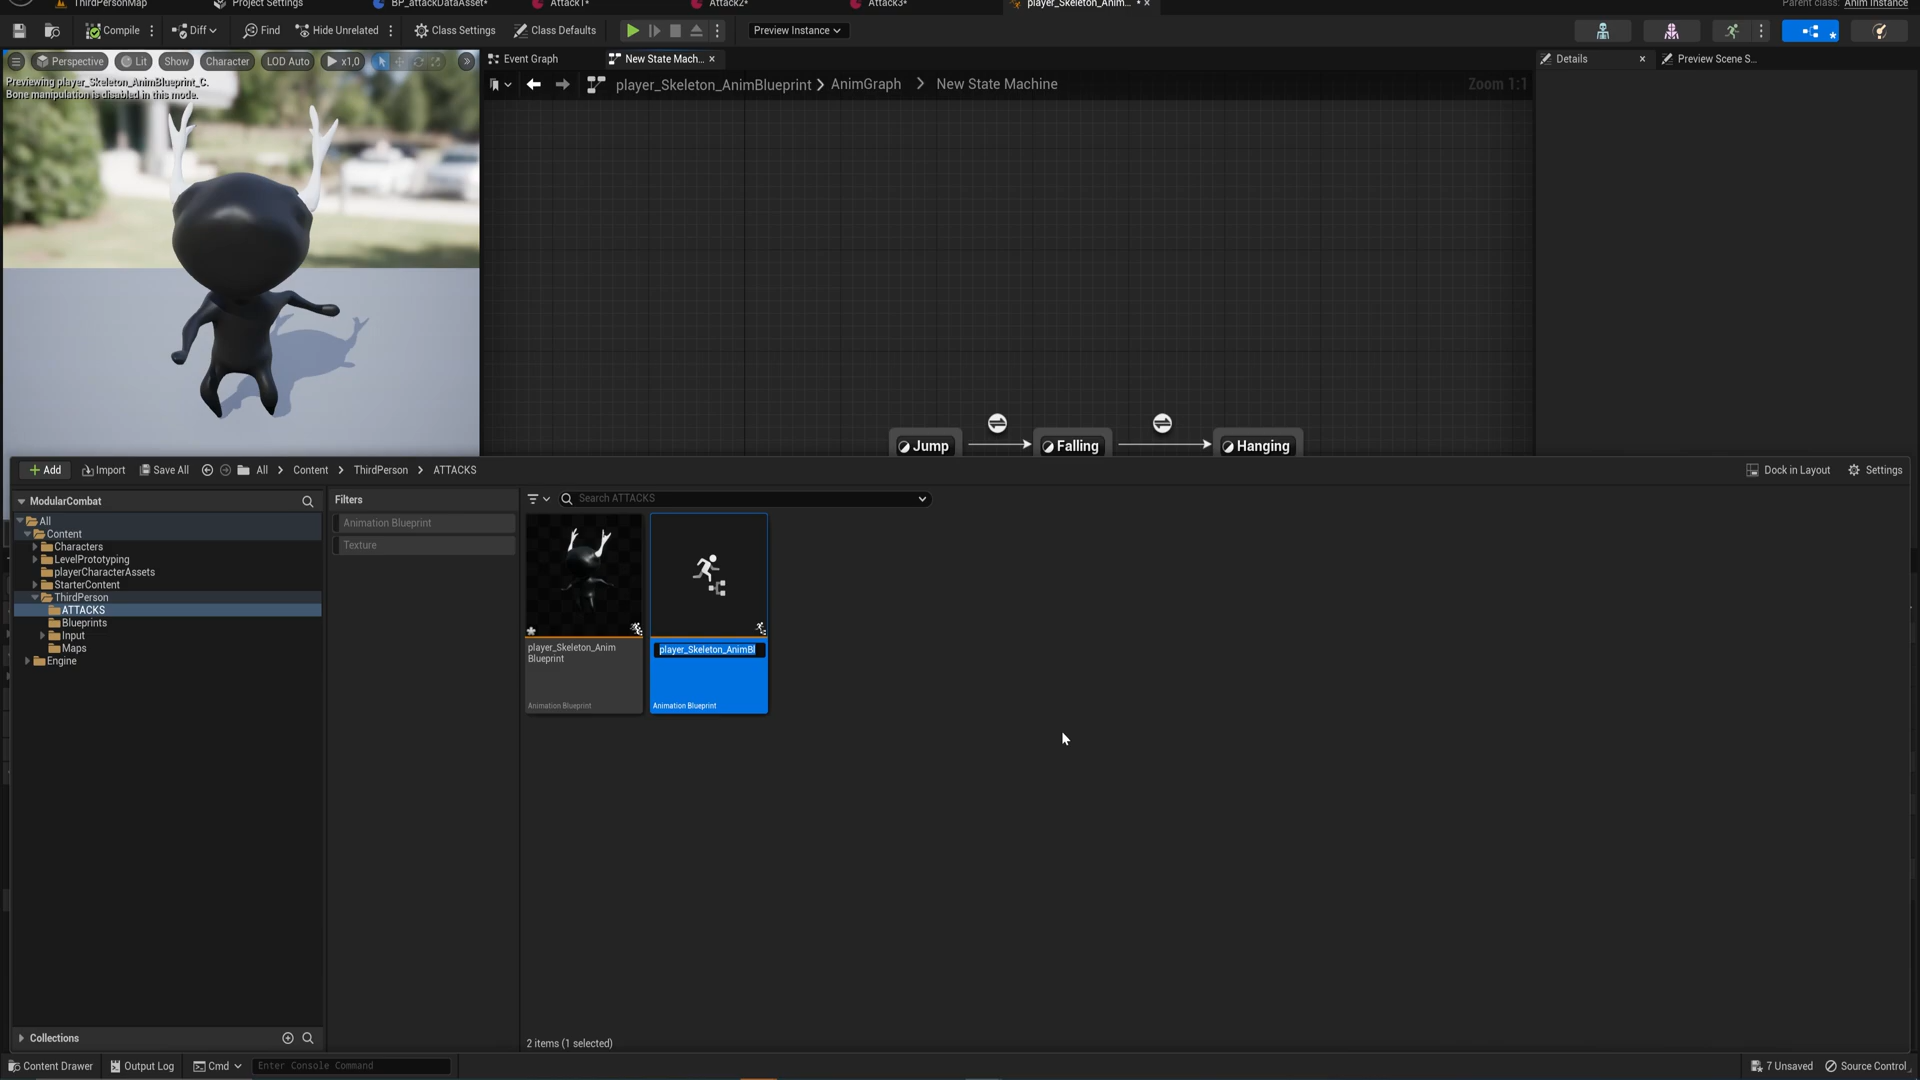 ThirdPersonMap
Project Settings
BP_attackDataAsset*
Attack1*
Attack2*
Attack3*
player_Skeleton_Anim...
Parent class: Anim Instance
Compile
Diff
Find
Hide Unrelated
Class Settings
Class Defaults
Preview Instance
Perspective
Lit
Show
Character
LOD Auto
x1,0
Previewing player_Skeleton_AnimBlueprint_C.
Bone manipulation is disabled in this mode.
Event Graph
New State Mach...
Details
Preview Scene S...
player_Skeleton_AnimBlueprint > AnimGraph > New State Machine
Zoom 1:1
Jump
Falling
Hanging
Add
Import
Save All
All > Content > ThirdPerson > ATTACKS
Dock in Layout
Settings
ModularCombat
All
Content
Characters
LevelPrototyping
playerCharacterAssets
StarterContent
ThirdPerson
ATTACKS
Blueprints
Input
Maps
Engine
Collections
Filters
Animation Blueprint
Texture
Search ATTACKS
player_Skeleton_Anim
Blueprint
Animation Blueprint
player_Skeleton_AnimBl
Animation Blueprint
2 items (1 selected)
Content Drawer
Output Log
Cmd
Enter Console Command
7 Unsaved
Source Control